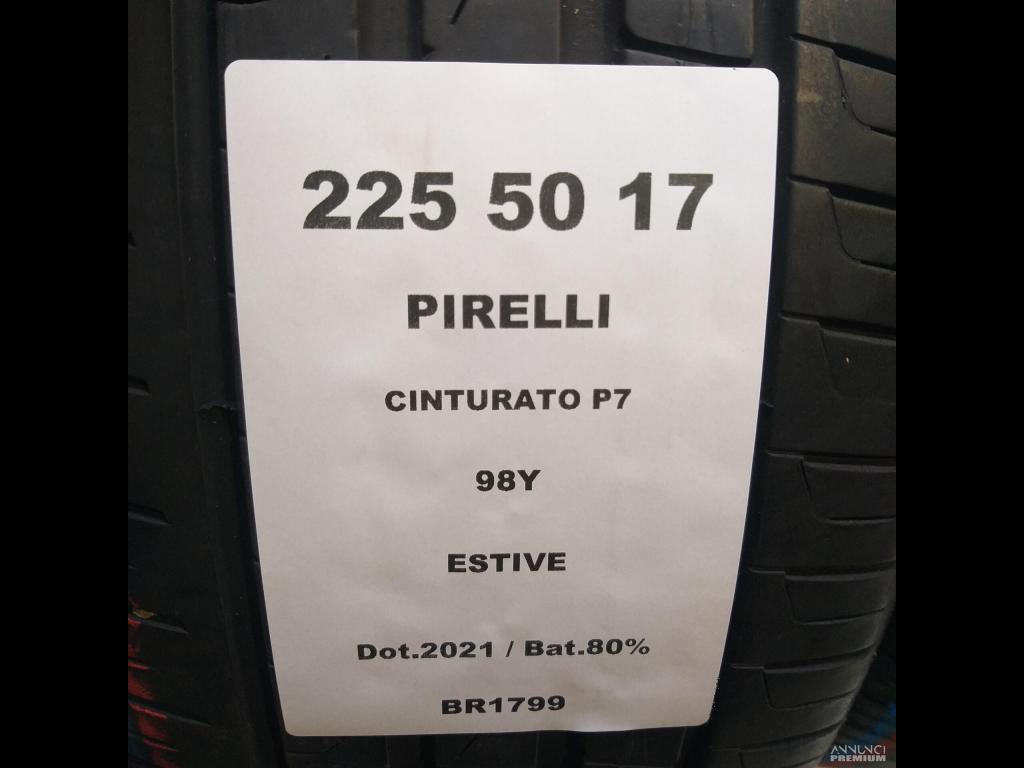 225 50 17
PIRELLI
CINTURATO P7
98Y
ESTIVE
Dot.2021 / Bat.80%
BR1799
ANNUNCI
PREMIUM